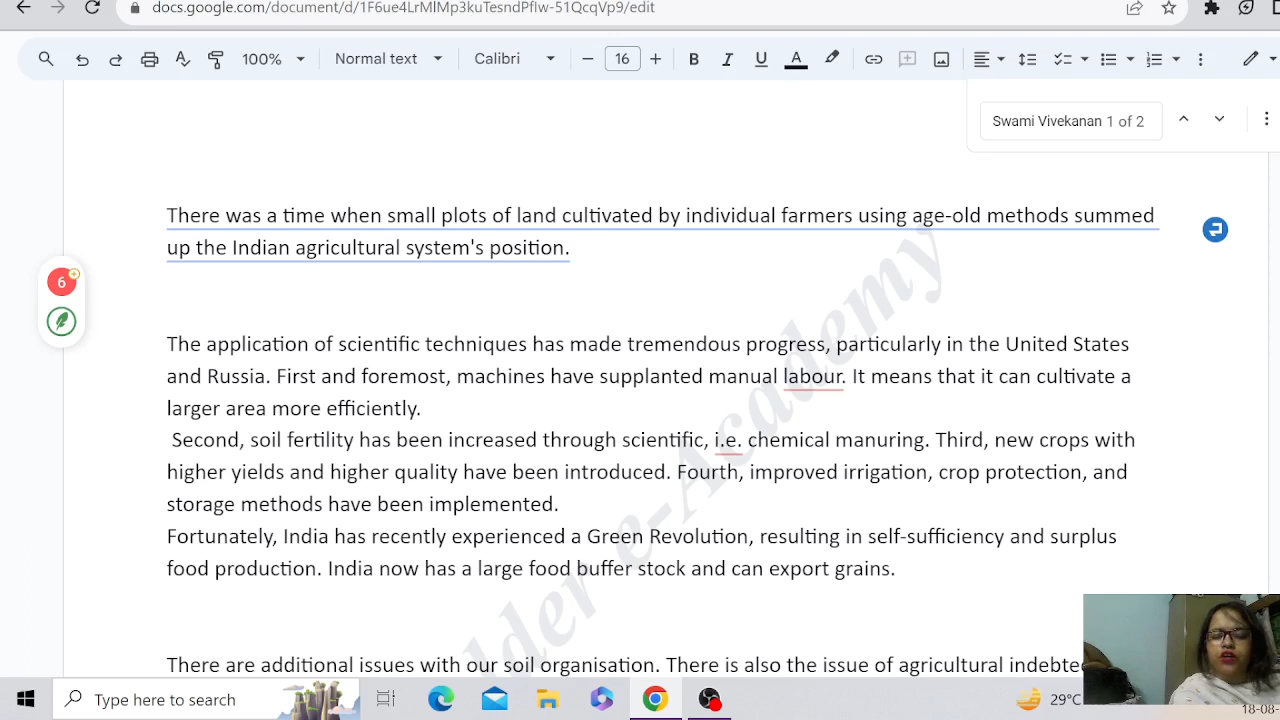 docs.google.com/document/d/1F6ue4LrMlMp3kuTesndPflw-51QcqVp9/edit
100% Normal text Calibri 16 B I U A
Swami Vivekanan 1 of 2
There was a time when small plots of land cultivated by individual farmers using age-old methods summed
up the Indian agricultural system's position.
6
The application of scientific techniques has made tremendous progress, particularly in the United States
and Russia. First and foremost, machines have supplanted manual labour. It means that it can cultivate a
larger area more efficiently.
Second, soil fertility has been increased through scientific, i.e. chemical manuring. Third, new crops with
higher yields and higher quality have been introduced. Fourth, improved irrigation, crop protection, and
storage methods have been implemented.
Fortunately, India has recently experienced a Green Revolution, resulting in self-sufficiency and surplus
food production. India now has a large food buffer stock and can export grains.
lder e-Academy
There are additional issues with our soil organisation. There is also the issue of agricultural indebte
Type here to search
29°C
18-08-